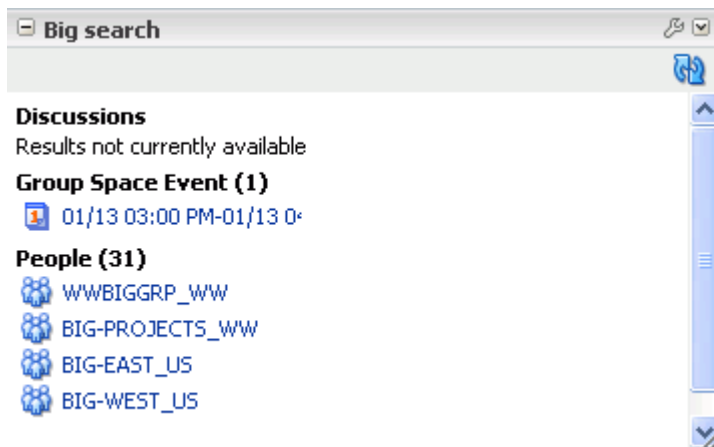 Big search
Discussions
Results not currently available
Group Space Event (1)
01/13 03:00 PM-01/13
People (31)
WWBIGGRP_WW
BIG-PROJECTS_WW
BIG-EAST_US
BIG-WEST_US